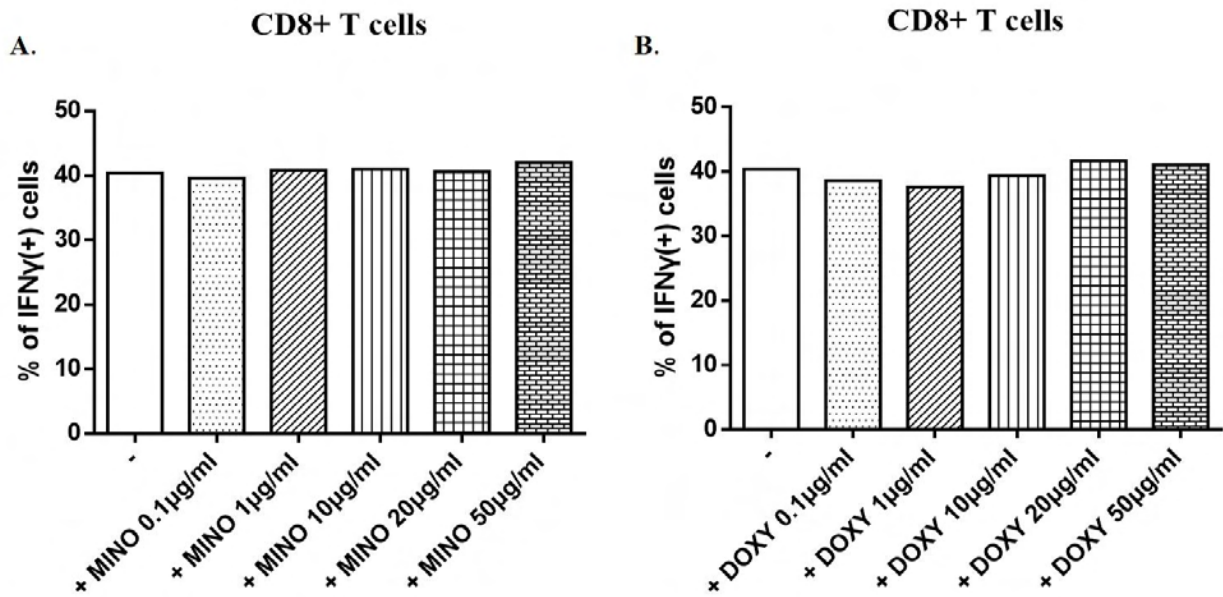 A.
CD8+ T cells
% of IFNγ(+) cells
50
40
30
20
10
0
-
+ MINO 0.1µg/ml
+ MINO 1µg/ml
+ MINO 10µg/ml
+ MINO 20µg/ml
+ MINO 50µg/ml
B.
CD8+ T cells
% of IFNγ(+) cells
50
40
30
20
10
0
-
+ DOXY 0.1µg/ml
+ DOXY 1µg/ml
+ DOXY 10µg/ml
+ DOXY 20µg/ml
+ DOXY 50µg/ml